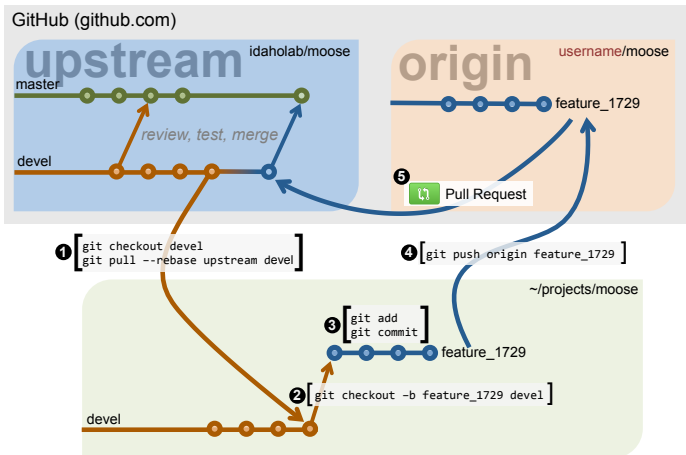 GitHub (github.com)
upstream
idaholab/moose
master
review, test, merge
devel
origin
username/moose
feature_1729
5
Pull Request
1
git checkout devel
git pull --rebase upstream devel
4
git push origin feature_1729
~/projects/moose
3
git add
git commit
feature_1729
2
git checkout -b feature_1729 devel
devel